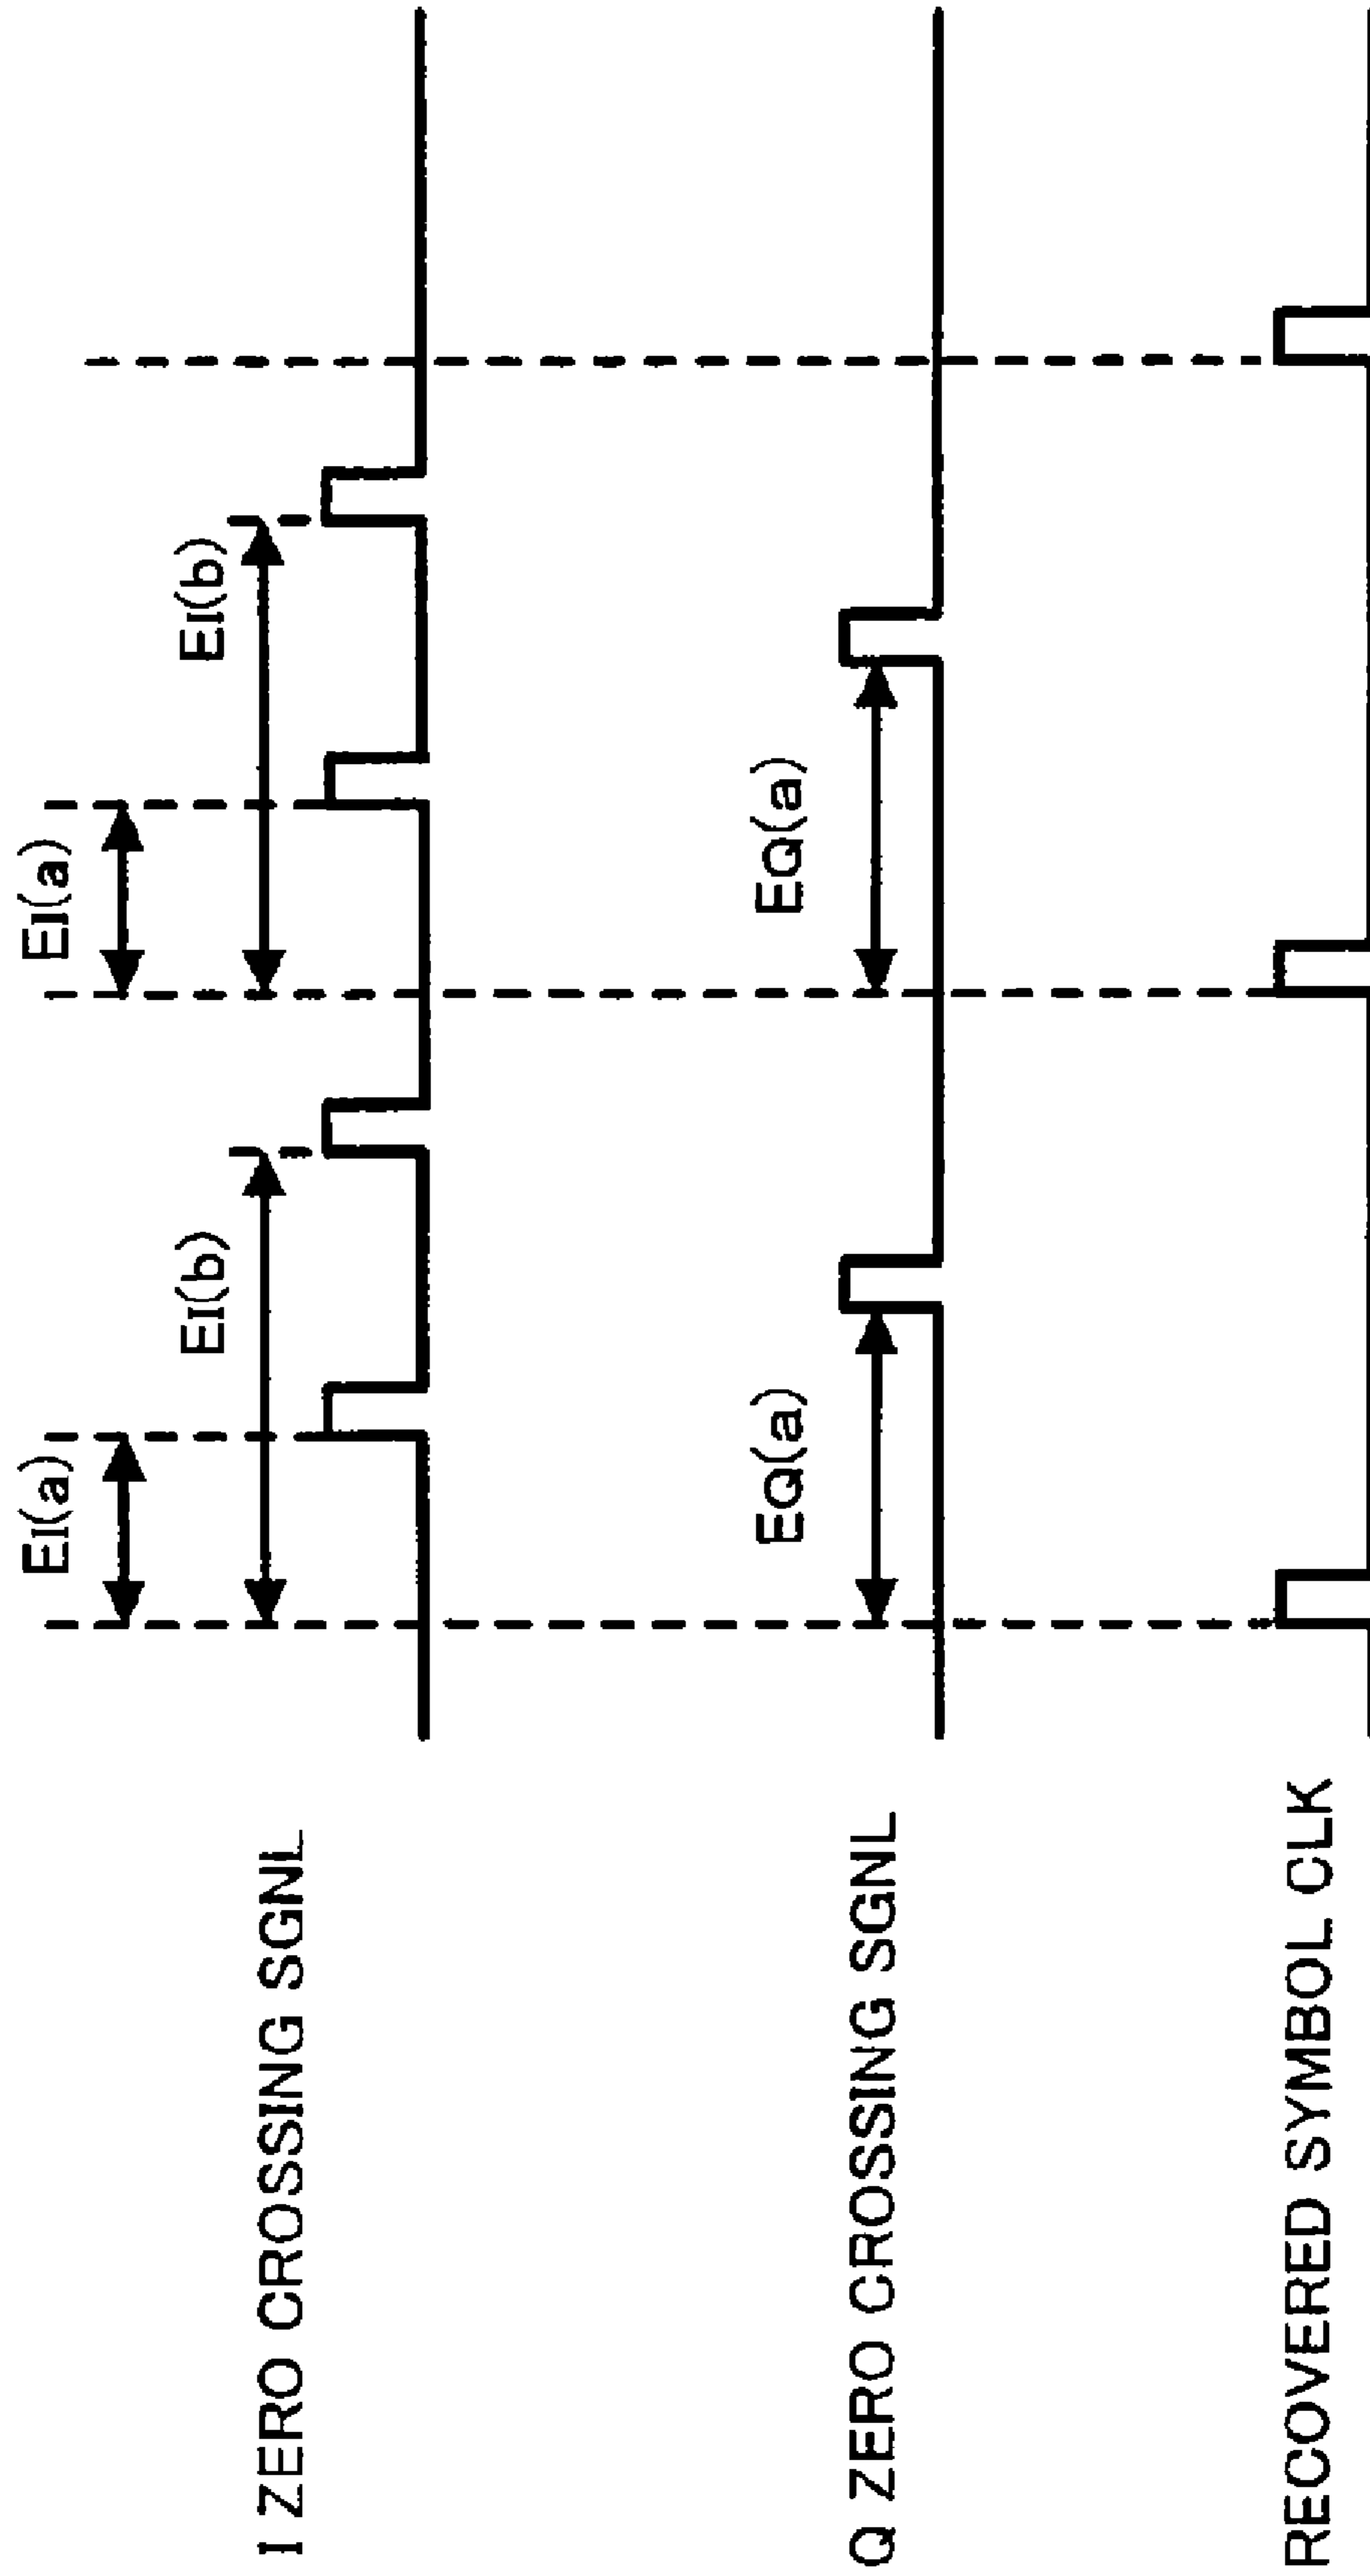 EI(a)
EI(a)
EI(b)
EI(b)
I ZERO CROSSING SGNL
EQ(a)
EQ(a)
Q ZERO CROSSING SGNL
RECOVERED SYMBOL CLK